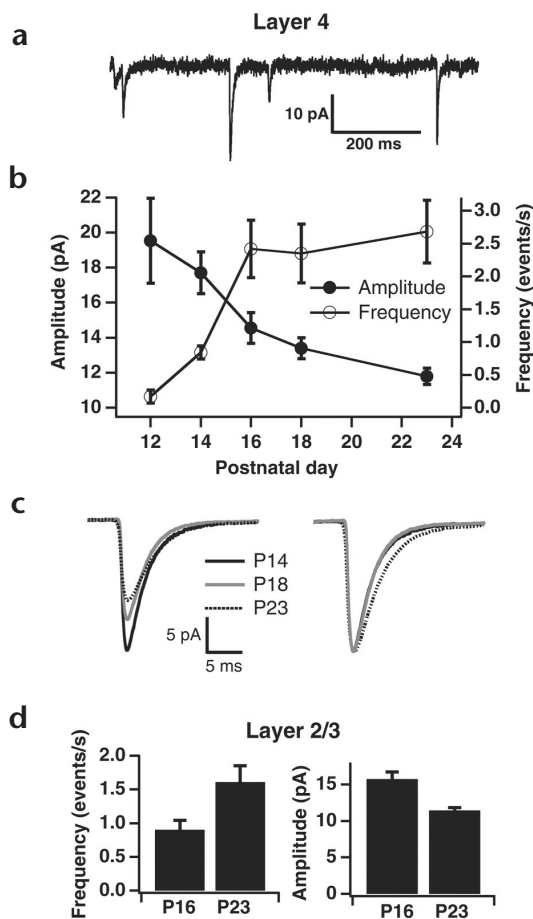 a
Layer 4
10 pA
200 ms
b
22
20
18
16
14
12
10
Amplitude (pA)
3.0
2.5
2.0
1.5
1.0
0.5
0.0
Frequency (events/s)
Amplitude
Frequency
12 14 16 18 20 22 24
Postnatal day
c
P14
P18
P23
5 pA
5 ms
d
Layer 2/3
Frequency (events/s)
2.0
1.5
1.0
0.5
0.0
P16 P23
Amplitude (pA)
15
10
5
0
P16 P23